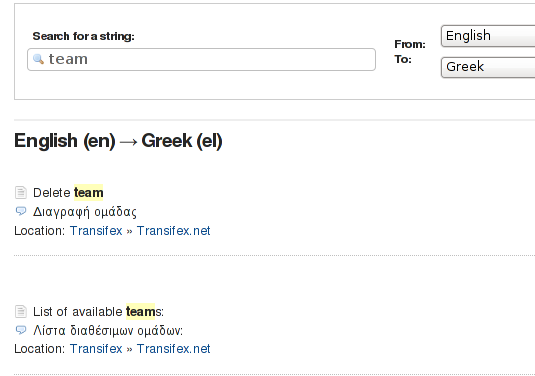 Search for a string:
team
From:
English
To:
Greek
English (en) → Greek (el)
Delete team
Διαγραφή ομάδας
Location: Transifex » Transifex.net
List of available teams:
Λίστα διαθέσιμων ομάδων:
Location: Transifex » Transifex.net